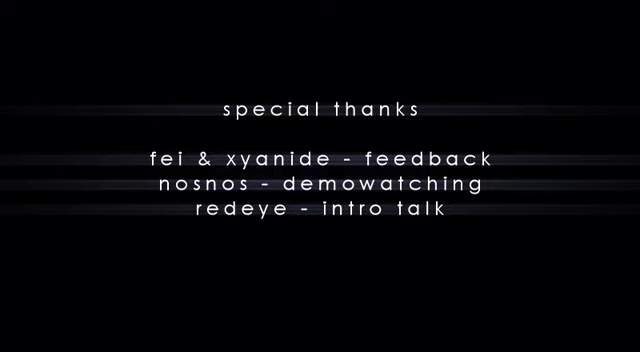 special thanks
fei & xyanide - feedback
nosnos - demowatching
redeye - intro talk